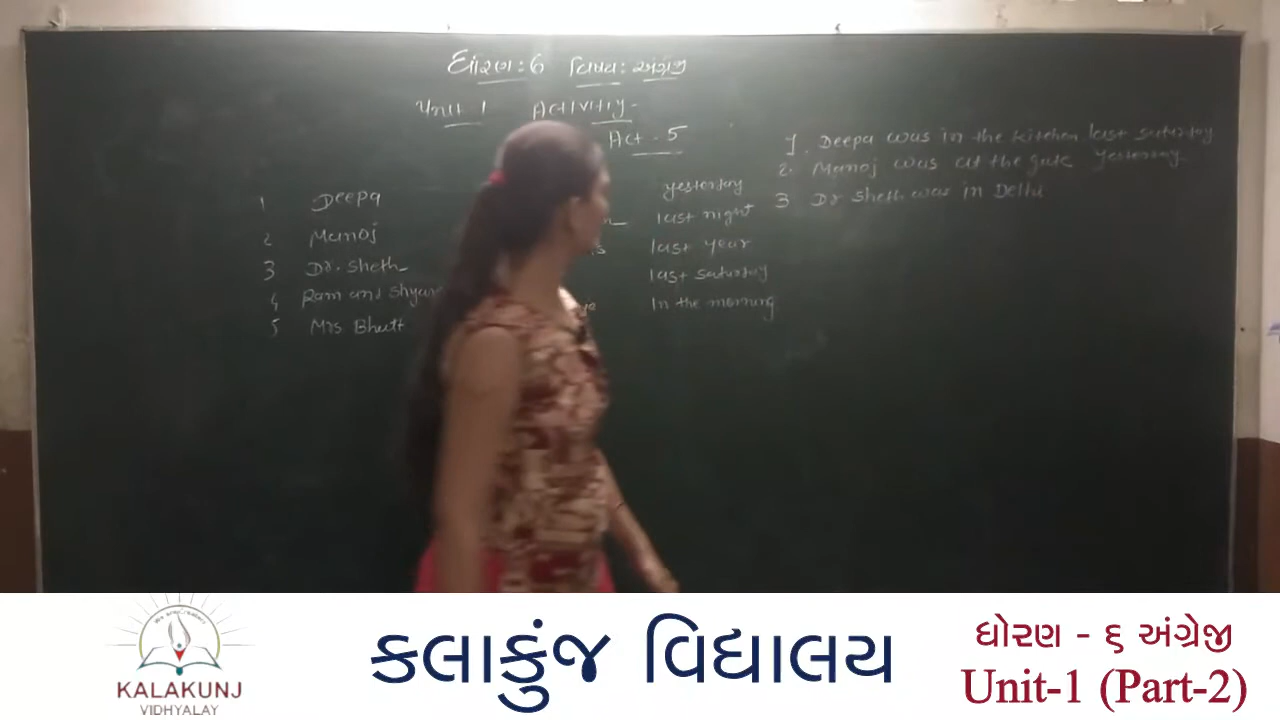 ધોરણ : 6 વિષય : અંગ્રેજી
Unit 1 Activity -
Act - 5
1 Deepa
2 Manoj
3 Dr. Sheth
4 Ram and Shyam
5 Mrs Bhatt
yesterday
last night
last year
last saturday
In the morning
1. Deepa was in the kitchen last saturday
2. Manoj was at the gate yesterday
3 Dr Sheth was in Delhi
KALAKUNJ
VIDHYALAY
કલાકુંજ વિદ્યાલય
ધોરણ - ૬ અંગ્રેજી
Unit-1 (Part-2)